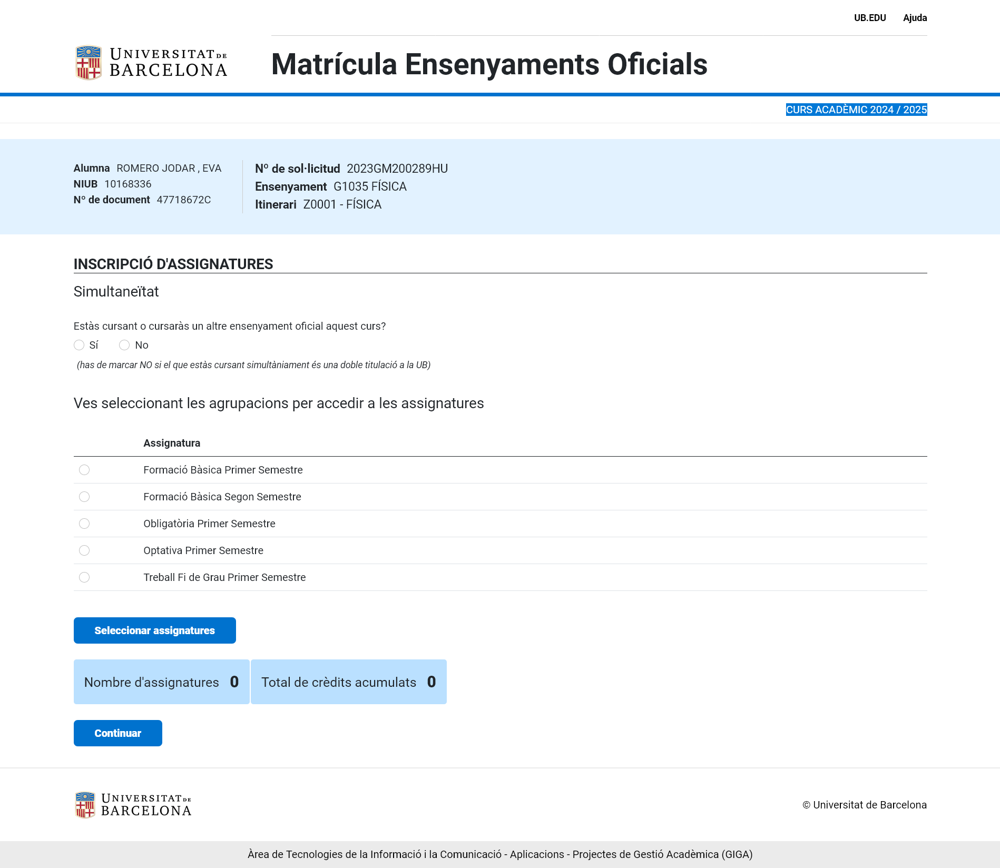 UB.EDU Ajuda
UNIVERSITAT DE
BARCELONA
Matrícula Ensenyaments Oficials
CURS ACADÈMIC 2024 / 2025
Alumna ROMERO JODAR , EVA
NIUB 10168336
Nº de document 47718672C
Nº de sol·licitud 2023GM200289HU
Ensenyament G1035 FÍSICA
Itinerari Z0001 - FÍSICA
INSCRIPCIÓ D'ASSIGNATURES
Simultaneïtat
Estàs cursant o cursaràs un altre ensenyament oficial aquest curs?
Sí No
(has de marcar NO si el que estàs cursant simultàniament és una doble titulació a la UB)
Ves seleccionant les agrupacions per accedir a les assignatures
Assignatura
Formació Bàsica Primer Semestre
Formació Bàsica Segon Semestre
Obligatòria Primer Semestre
Optativa Primer Semestre
Treball Fi de Grau Primer Semestre
Seleccionar assignatures
Nombre d'assignatures 0 Total de crèdits acumulats 0
Continuar
UNIVERSITAT DE
BARCELONA
© Universitat de Barcelona
Àrea de Tecnologies de la Informació i la Comunicació - Aplicacions - Projectes de Gestió Acadèmica (GIGA)